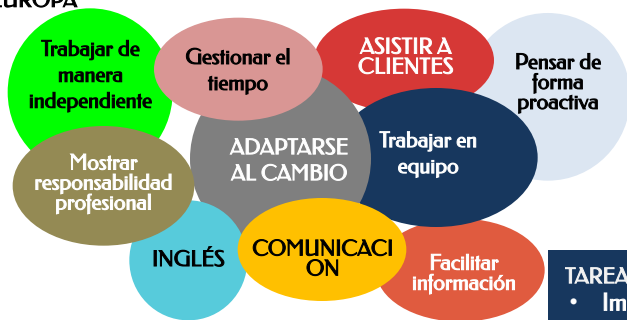 EUROPA
Trabajar de
manera
independiente
Gestionar el
tiempo
ASISTIR A
CLIENTES
Pensar de
forma
proactiva
Mostrar
responsabilidad
profesional
ADAPTARSE
AL CAMBIO
Trabajar en
equipo
INGLÉS
COMUNICACI
ON
Facilitar
información
TAREA
• Im